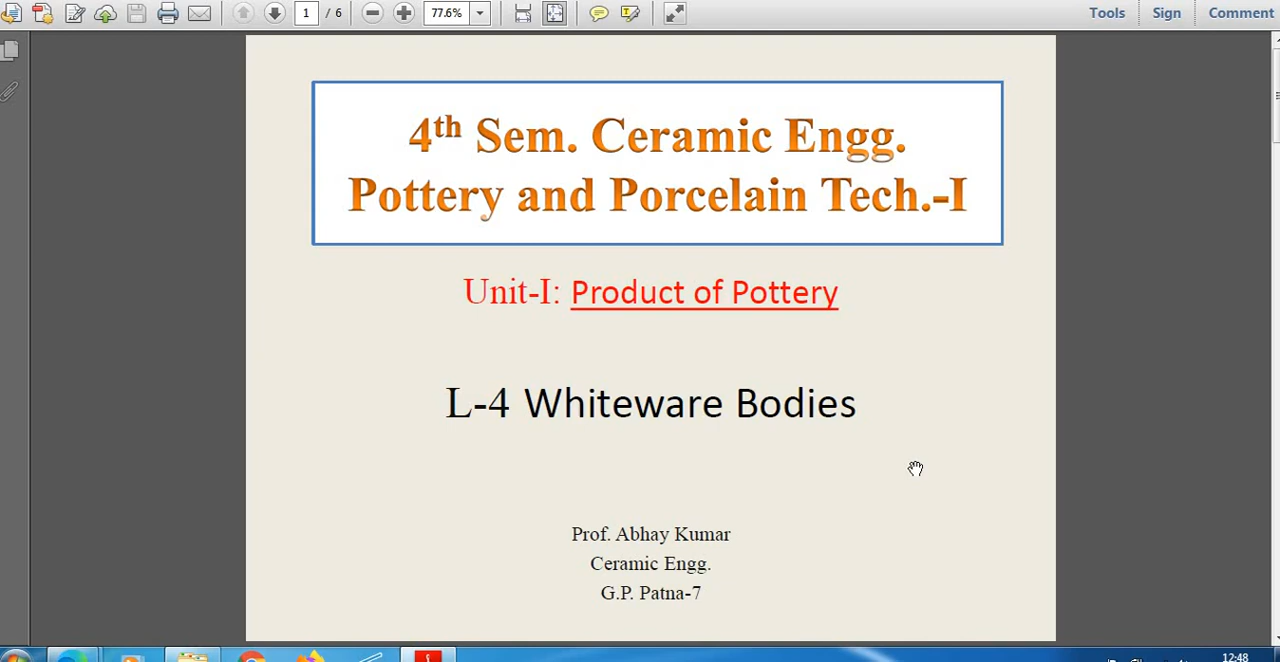 1 / 6 77.6% Tools Sign Comment
4th Sem. Ceramic Engg.
Pottery and Porcelain Tech.-I
Unit-I: Product of Pottery
L-4 Whiteware Bodies
Prof. Abhay Kumar
Ceramic Engg.
G.P. Patna-7
12:48